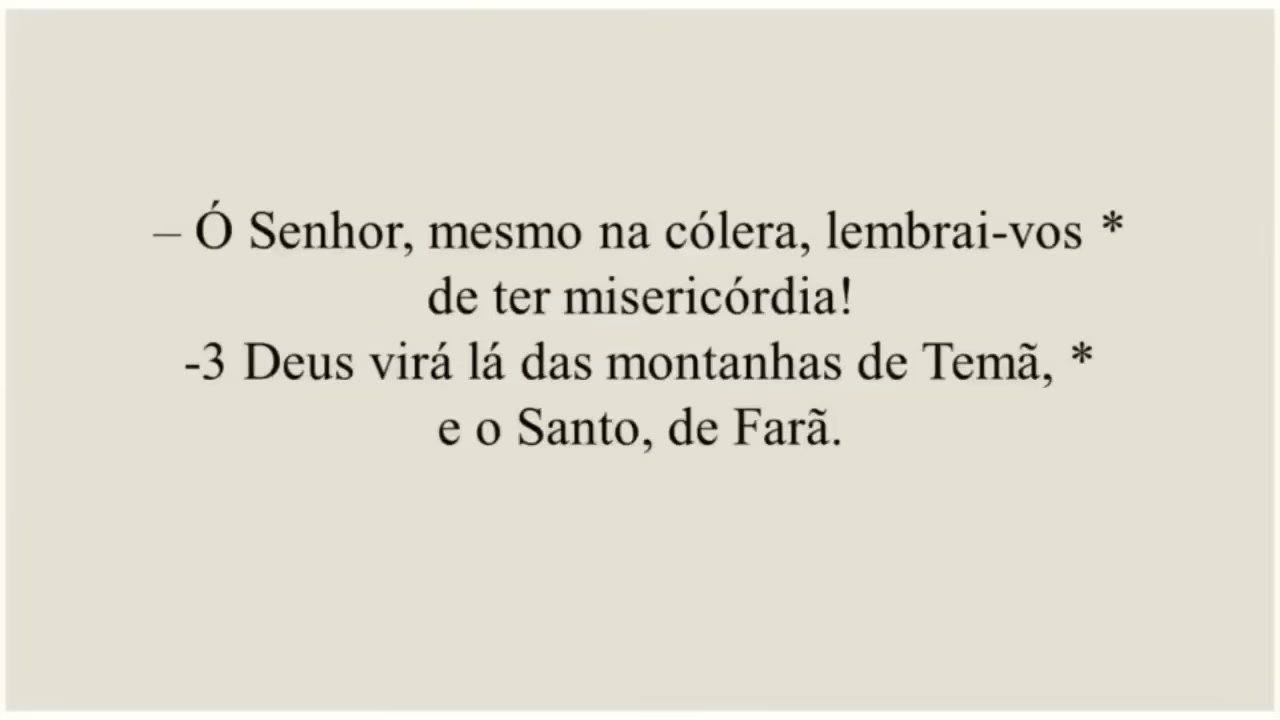 – Ó Senhor, mesmo na cólera, lembrai-vos *
de ter misericórdia!
-3 Deus virá lá das montanhas de Temã, *
e o Santo, de Farã.